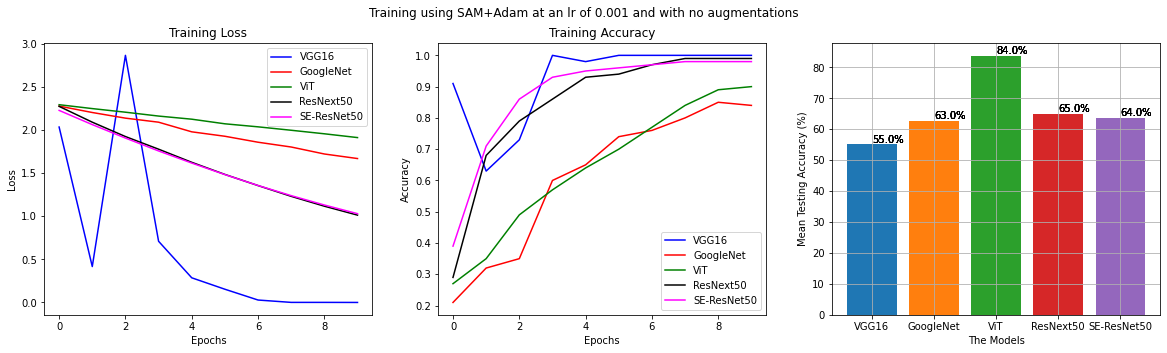 Training using SAM+Adam at an lr of 0.001 and with no augmentations
Training Loss
3.0
2.5
2.0
1.5
1.0
0.5
0.0
Loss
0 2 4 6 8
Epochs
VGG16
GoogleNet
ViT
ResNext50
SE-ResNet50
Training Accuracy
1.0
0.9
0.8
0.7
0.6
0.5
0.4
0.3
0.2
Accuracy
0 2 4 6 8
Epochs
VGG16
GoogleNet
ViT
ResNext50
SE-ResNet50
80
70
60
50
40
30
20
10
0
Mean Testing Accuracy (%)
55.0%
63.0%
84.0%
65.0%
64.0%
VGG16 GoogleNet ViT ResNext50 SE-ResNet50
The Models